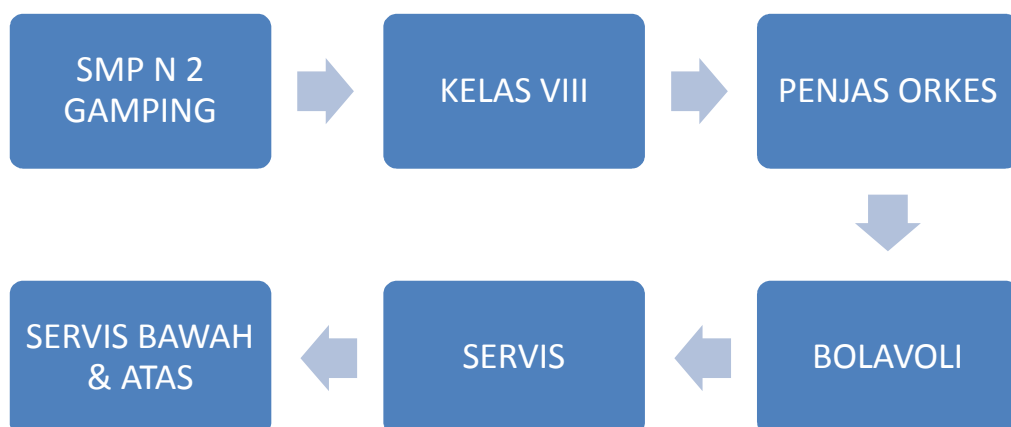 SMP N 2
GAMPING
KELAS VIII
PENJAS ORKES
BOLAVOLI
SERVIS
SERVIS BAWAH
& ATAS